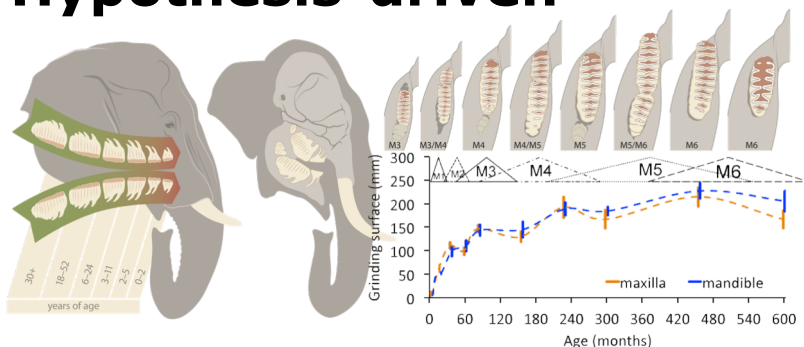 Hypothesis-driven
30+
18–52
6–24
3–11
2–5
0–2
years of age
M3
M3/M4
M4
M4/M5
M5
M5/M6
M6
M6
Grinding surface (mm)
300
250
200
150
100
50
0
M1
M2
M3
M4
M5
M6
maxilla
mandible
0
60
120
180
240
300
360
420
480
540
600
Age (months)